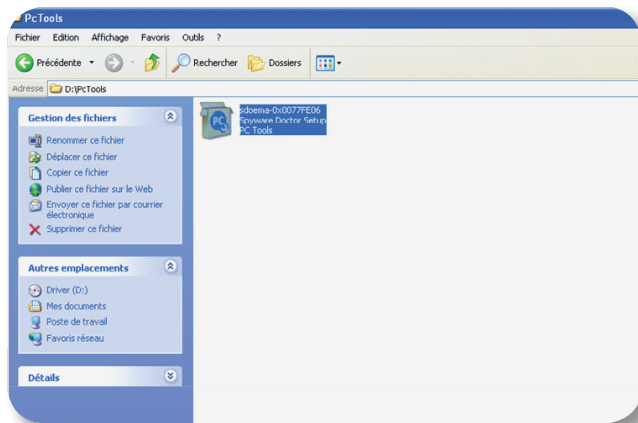 PcTools
Fichier Edition Affichage Favoris Outils ?
Précédente Rechercher Dossiers
Adresse D:\PcTools
Gestion des fichiers
Renommer ce fichier
Déplacer ce fichier
Copier ce fichier
Publier ce fichier sur le Web
Envoyer ce fichier par courrier
électronique
Supprimer ce fichier
Autres emplacements
Driver (D:)
Mes documents
Poste de travail
Favoris réseau
Détails
sdoema-0x0077FE06
Spyware Doctor Setup
PC Tools
PC